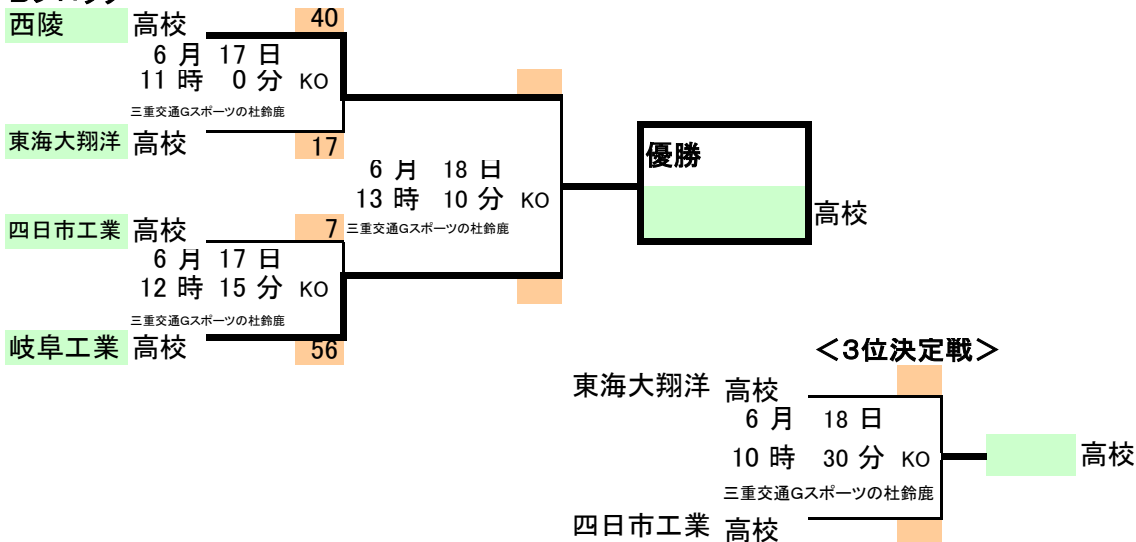 西陵 高校 40
6 月 17 日
11 時 0 分 KO
三重交通Gスポーツの杜鈴鹿
東海大翔洋 高校 17
6 月 18 日
13 時 10 分 KO
三重交通Gスポーツの杜鈴鹿
優勝
高校
四日市工業 高校 7
6 月 17 日
12 時 15 分 KO
三重交通Gスポーツの杜鈴鹿
岐阜工業 高校 56
＜3位決定戦＞
東海大翔洋 高校
6 月 18 日
10 時 30 分 KO
高校
三重交通Gスポーツの杜鈴鹿
四日市工業 高校